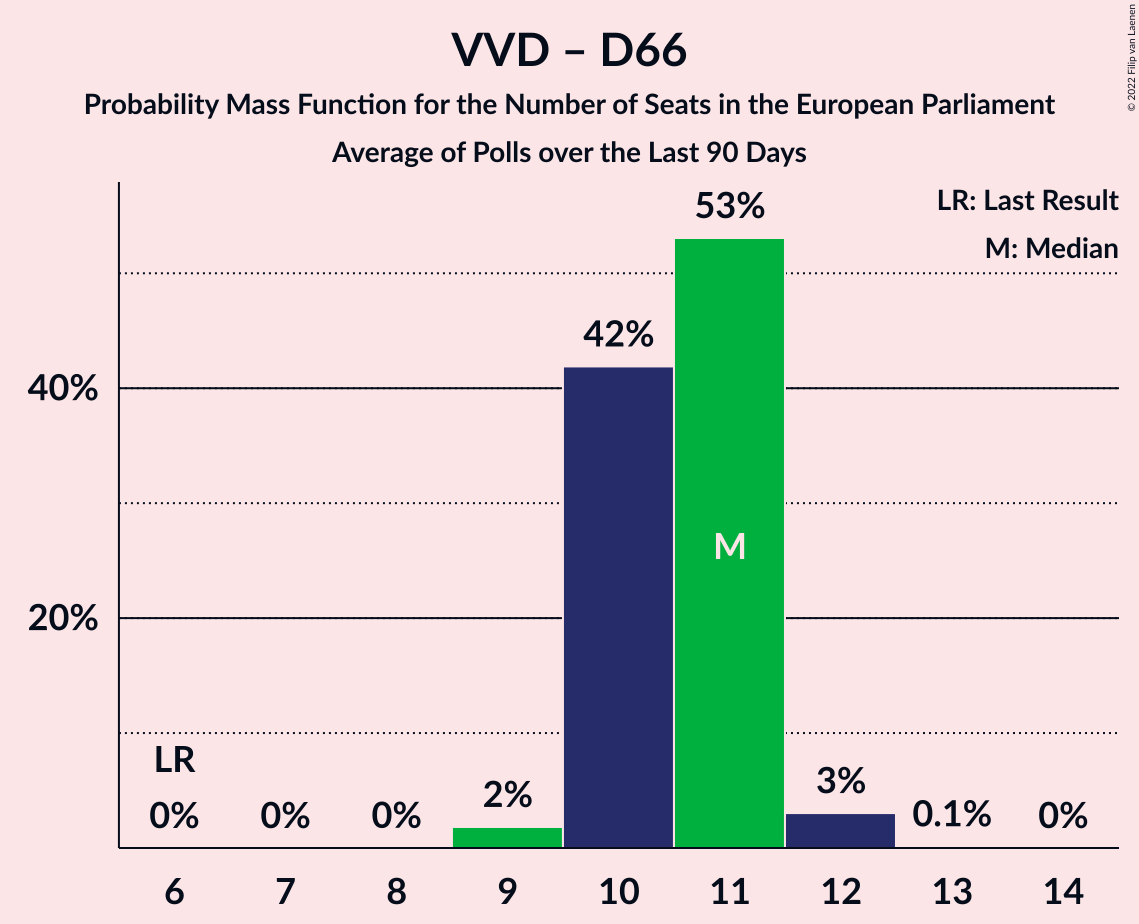 VVD – D66
Probability Mass Function for the Number of Seats in the European Parliament
Average of Polls over the Last 90 Days
© 2022 Filip van Laenen
LR: Last Result
M: Median
53%
42%
40%
M
20%
LR
0% 0% 0% 2% 3% 0.1% 0%
6 7 8 9 10 11 12 13 14